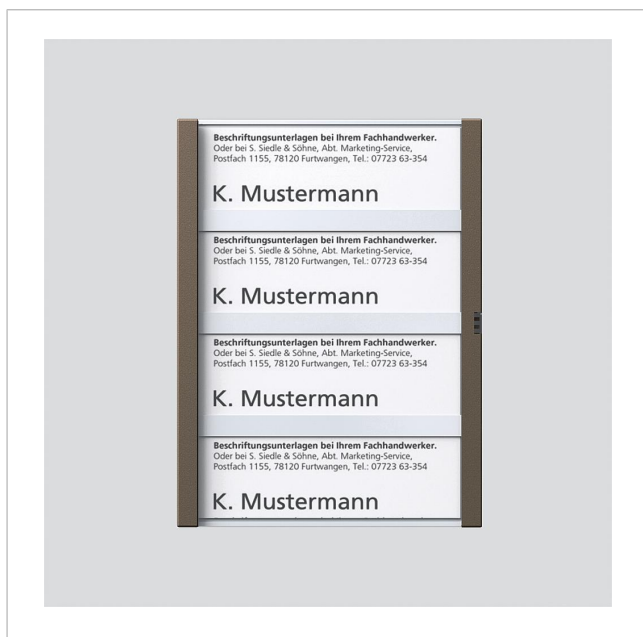 Beschriftungsunterlagen bei Ihrem Fachhandwerker.
Oder bei S. Siedle & Söhne, Abt. Marketing-Service,
Postfach 1155, 78120 Furtwangen, Tel.: 07723 63-354
K. Mustermann
Beschriftungsunterlagen bei Ihrem Fachhandwerker.
Oder bei S. Siedle & Söhne, Abt. Marketing-Service,
Postfach 1155, 78120 Furtwangen, Tel.: 07723 63-354
K. Mustermann
Beschriftungsunterlagen bei Ihrem Fachhandwerker.
Oder bei S. Siedle & Söhne, Abt. Marketing-Service,
Postfach 1155, 78120 Furtwangen, Tel.: 07723 63-354
K. Mustermann
Beschriftungsunterlagen bei Ihrem Fachhandwerker.
Oder bei S. Siedle & Söhne, Abt. Marketing-Service,
Postfach 1155, 78120 Furtwangen, Tel.: 07723 63-354
K. Mustermann